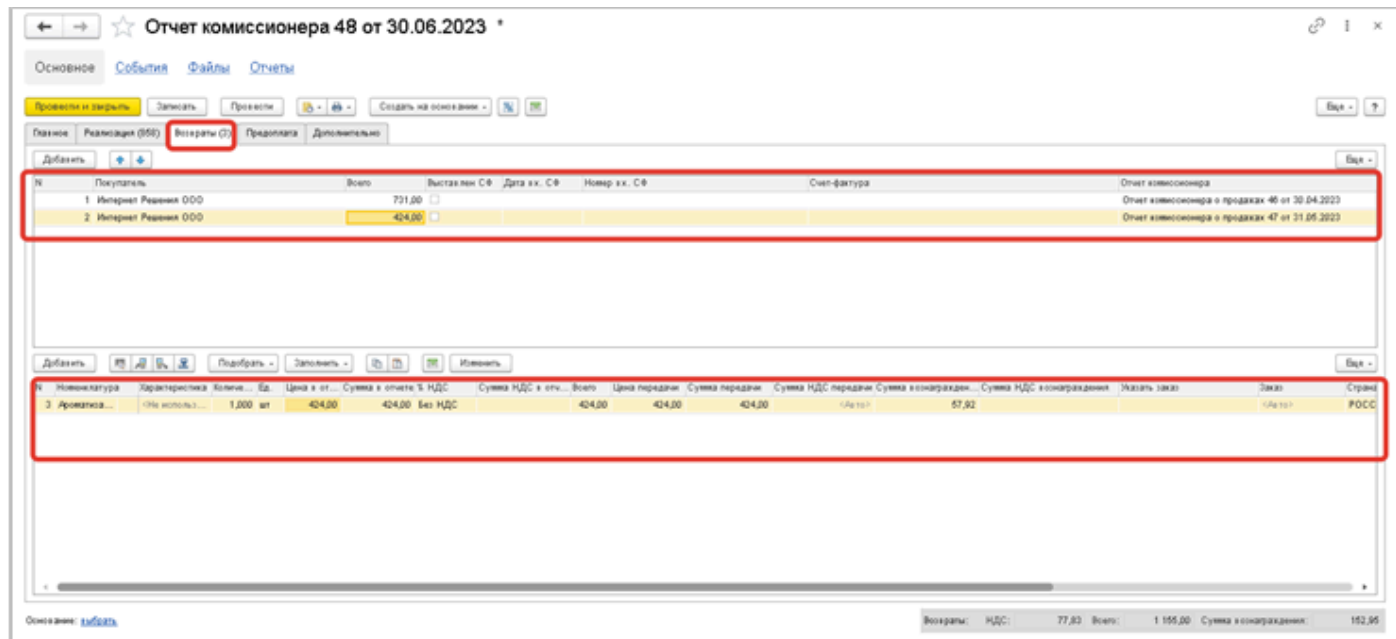 Отчет комиссионера 48 от 30.06.2023 *
Основное События Файлы Отчеты
Провести и закрыть Записать Провести Создать на основании Еще ?
Главное Реализация (958) Возвраты (3) Предоплата Дополнительно
Добавить Еще
N Покупатель Всего Выставлен СФ Дата вх. СФ Номер вх. СФ Счет-фактура Отчет комиссионера
1 Интернет Решения ООО 731,00 Отчет комиссионера о продажах 46 от 30.04.2023
2 Интернет Решения ООО 424,00 Отчет комиссионера о продажах 47 от 31.05.2023
Добавить Подобрать Заполнить Изменить Еще
N Номенклатура Характеристика Количе... Ед. Цена в от... Сумма в отчете % НДС Сумма НДС в отч... Всего Цена передачи Сумма передачи Сумма НДС передачи Сумма вознагражден... Сумма НДС вознаграждения Указать заказ Заказ Страна
3 Ароматиза... <Не использ... 1,000 шт 424,00 424,00 Без НДС 424,00 424,00 424,00 <Авто> 57,92 <Авто> РОСС
Основание: выбрать Возвраты: НДС: 77,83 Всего: 1 155,00 Сумма вознаграждения: 152,95